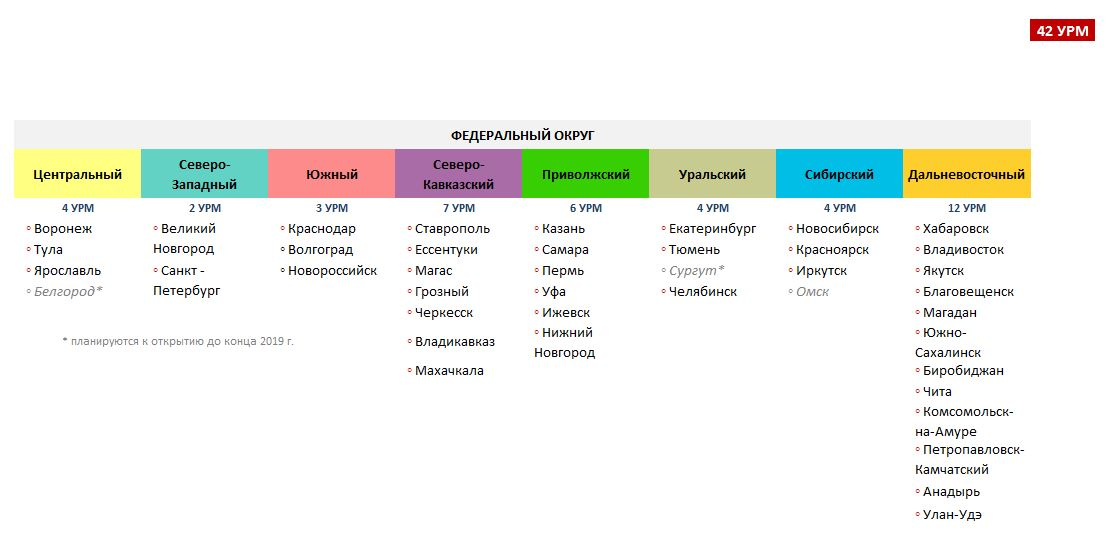 42 УРМ
ФЕДЕРАЛЬНЫЙ ОКРУГ
Центральный
4 УРМ
◦ Воронеж
◦ Тула
◦ Ярославль
◦ Белгород*
Северо-
Западный
2 УРМ
◦ Великий
Новгород
◦ Санкт -
Петербург
Южный
3 УРМ
◦ Краснодар
◦ Волгоград
◦ Новороссийск
Северо-
Кавказский
7 УРМ
◦ Ставрополь
◦ Ессентуки
◦ Магас
◦ Грозный
◦ Черкесск
◦ Владикавказ
◦ Махачкала
Приволжский
6 УРМ
◦ Казань
◦ Самара
◦ Пермь
◦ Уфа
◦ Ижевск
◦ Нижний
Новгород
Уральский
4 УРМ
◦ Екатеринбург
◦ Тюмень
◦ Сургут*
◦ Челябинск
Сибирский
4 УРМ
◦ Новосибирск
◦ Красноярск
◦ Иркутск
◦ Омск
Дальневосточный
12 УРМ
◦ Хабаровск
◦ Владивосток
◦ Якутск
◦ Благовещенск
◦ Магадан
◦ Южно-
Сахалинск
◦ Биробиджан
◦ Чита
◦ Комсомольск-
на-Амуре
◦ Петропавловск-
Камчатский
◦ Анадырь
◦ Улан-Удэ
* планируются к открытию до конца 2019 г.